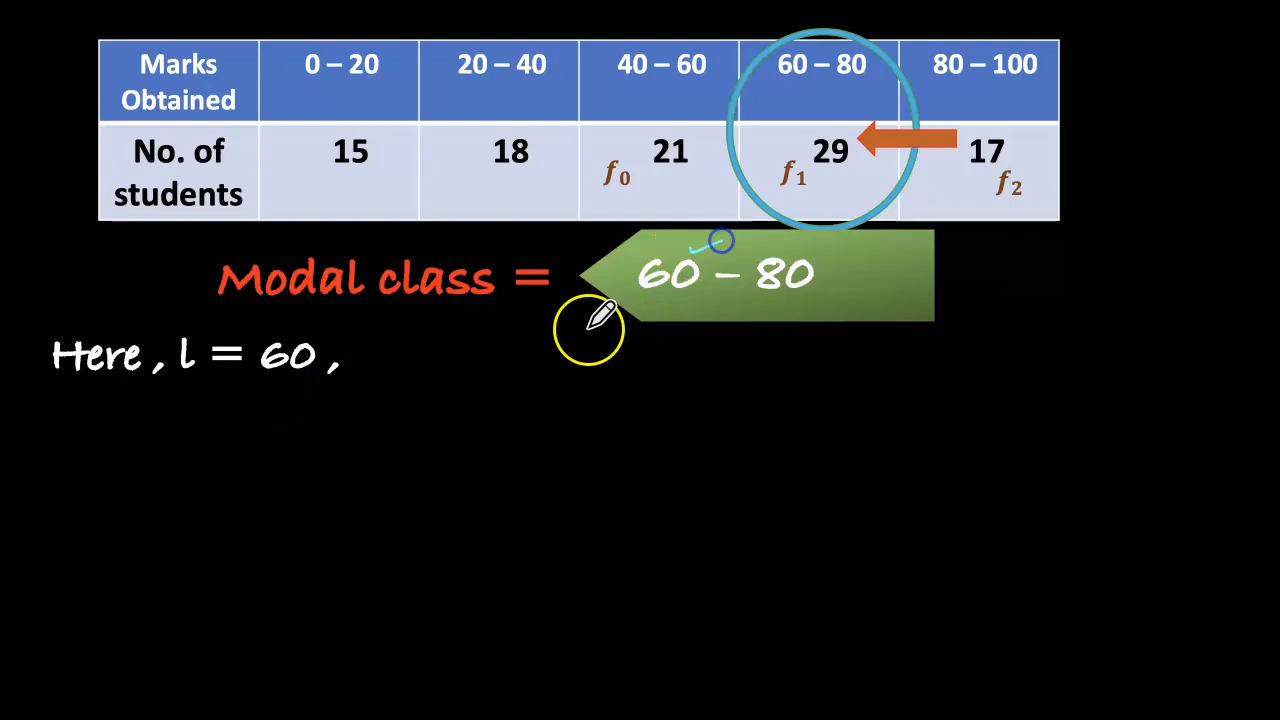 Marks Obtained 0 – 20 20 – 40 40 – 60 60 – 80 80 – 100
No. of students 15 18 21 29 17
f₀ f₁ f₂
Modal class = 60 – 80
Here , l = 60 ,